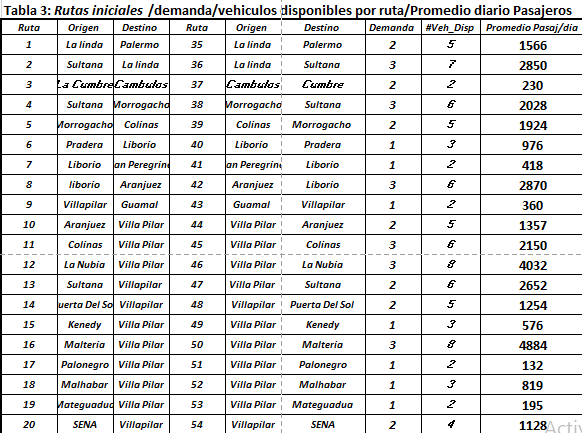 Tabla 3: Rutas iniciales /demanda/vehiculos disponibles por ruta/Promedio diario Pasajeros
Ruta Origen Destino Ruta Origen Destino Demanda #Veh_Disp Promedio Pasaj/dia
1 La linda Palermo 35 La linda Palermo 2 5 1566
2 Sultana La linda 36 La linda Sultana 3 7 2850
3 La Cumbre Cambulos 37 Cambulos Cumbre 2 2 230
4 Sultana Morrogacho 38 Morrogacho Sultana 3 6 2028
5 Morrogacho Colinas 39 Colinas Morrogacho 2 5 1924
6 Pradera Liborio 40 Liborio Pradera 1 3 976
7 Liborio an Peregrin 41 an Peregrin Liborio 1 2 418
8 liborio Aranjuez 42 Aranjuez liborio 3 6 2870
9 Villapilar Guamal 43 Guamal Villapilar 1 2 360
10 Aranjuez Villa Pilar 44 Villa Pilar Aranjuez 2 5 1357
11 Colinas Villa Pilar 45 Villa Pilar Colinas 3 6 2150
12 La Nubia Villa Pilar 46 Villa Pilar La Nubia 3 8 4032
13 Sultana Villapilar 47 Villa Pilar Sultana 2 6 2652
14 uerta Del So Villapilar 48 Villapilar Puerta Del Sol 2 5 1254
15 Kenedy Villa Pilar 49 Villa Pilar Kenedy 1 3 576
16 Malteria Villa Pilar 50 Villa Pilar Malteria 3 8 4884
17 Palonegro Villa Pilar 51 Villa Pilar Palonegro 1 2 132
18 Malhabar Villa Pilar 52 Villa Pilar Malhabar 1 3 819
19 Mateguadua Villa Pilar 53 Villa Pilar Mateguadua 1 2 195
20 SENA Villapilar 54 Villa Pilar SENA 2 4 1128
Activ